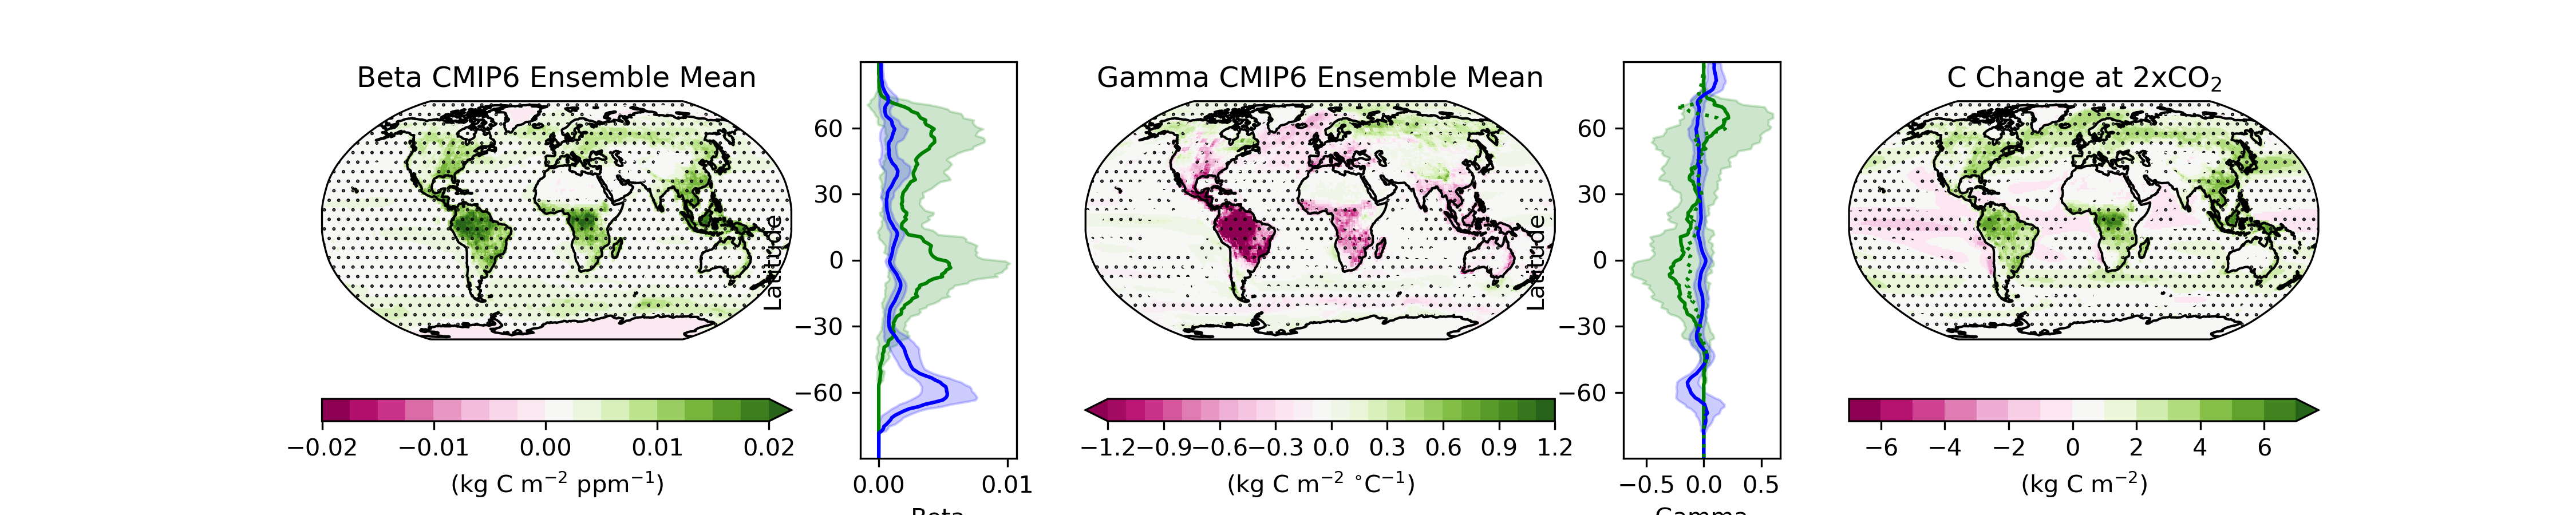 Beta CMIP6 Ensemble Mean
−0.02 −0.01 0.00 0.01 0.02
(kg C m⁻² ppm⁻¹)
Latitude
60
30
0
−30
−60
0.00 0.01
Beta
Gamma CMIP6 Ensemble Mean
−1.2 −0.9 −0.6 −0.3 0.0 0.3 0.6 0.9 1.2
(kg C m⁻² °C⁻¹)
Latitude
60
30
0
−30
−60
−0.5 0.0 0.5
Gamma
C Change at 2xCO₂
−6 −4 −2 0 2 4 6
(kg C m⁻²)